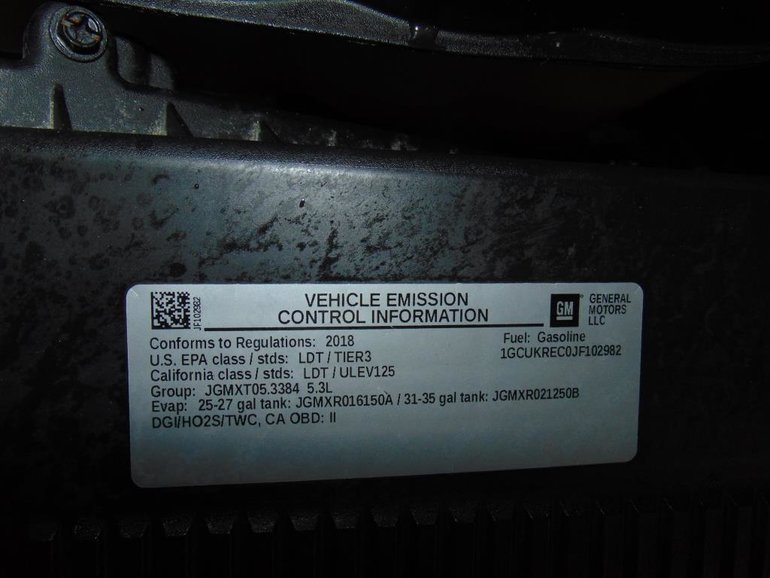 JF102982
VEHICLE EMISSION
CONTROL INFORMATION
GM
GENERAL
MOTORS
LLC
Conforms to Regulations: 2018
Fuel: Gasoline
U.S. EPA class / stds: LDT / TIER3
1GCUKREC0JF102982
California class / stds: LDT / ULEV125
Group: JGMXT05.3384 5.3L
Evap: 25-27 gal tank: JGMXR016150A / 31-35 gal tank: JGMXR021250B
DGI/HO2S/TWC, CA OBD: II